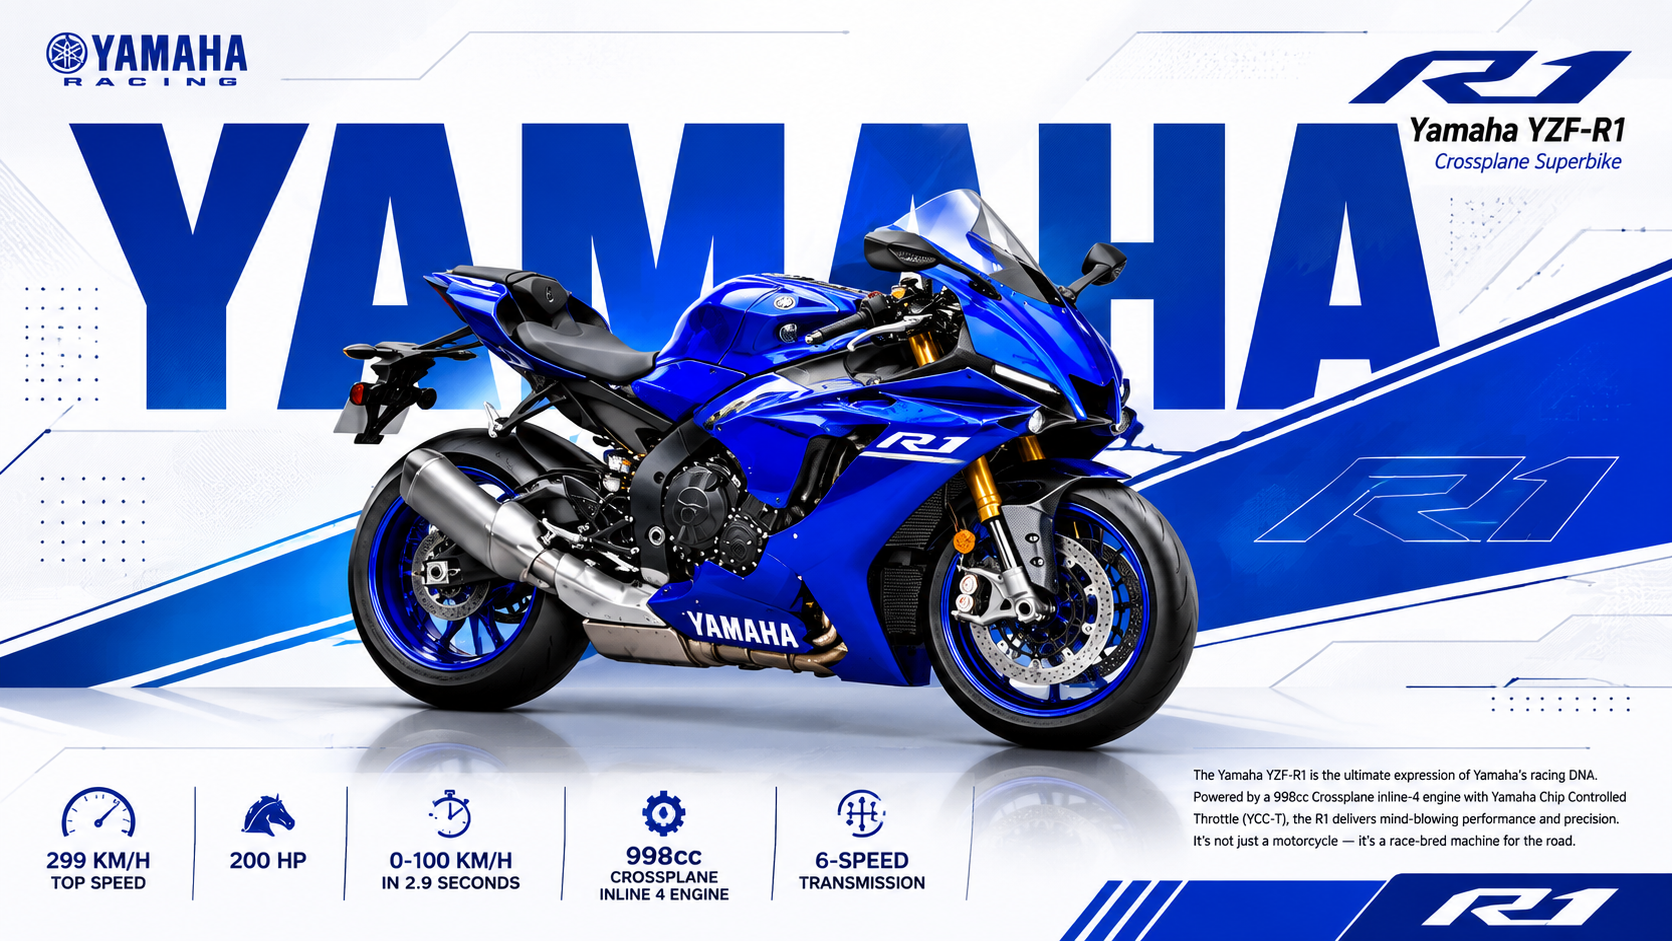 YAMAHA
RACING
R1
Yamaha YZF-R1
Crossplane Superbike
YAMAHA
R1
YAMAHA
R1
299 KM/H
TOP SPEED
200 HP
0-100 KM/H
IN 2.9 SECONDS
998cc
CROSSPLANE
INLINE 4 ENGINE
6-SPEED
TRANSMISSION
The Yamaha YZF-R1 is the ultimate expression of Yamaha's racing DNA.
Powered by a 998cc Crossplane inline-4 engine with Yamaha Chip Controlled
Throttle (YCC-T), the R1 delivers mind-blowing performance and precision.
It's not just a motorcycle — it's a race-bred machine for the road.
R1